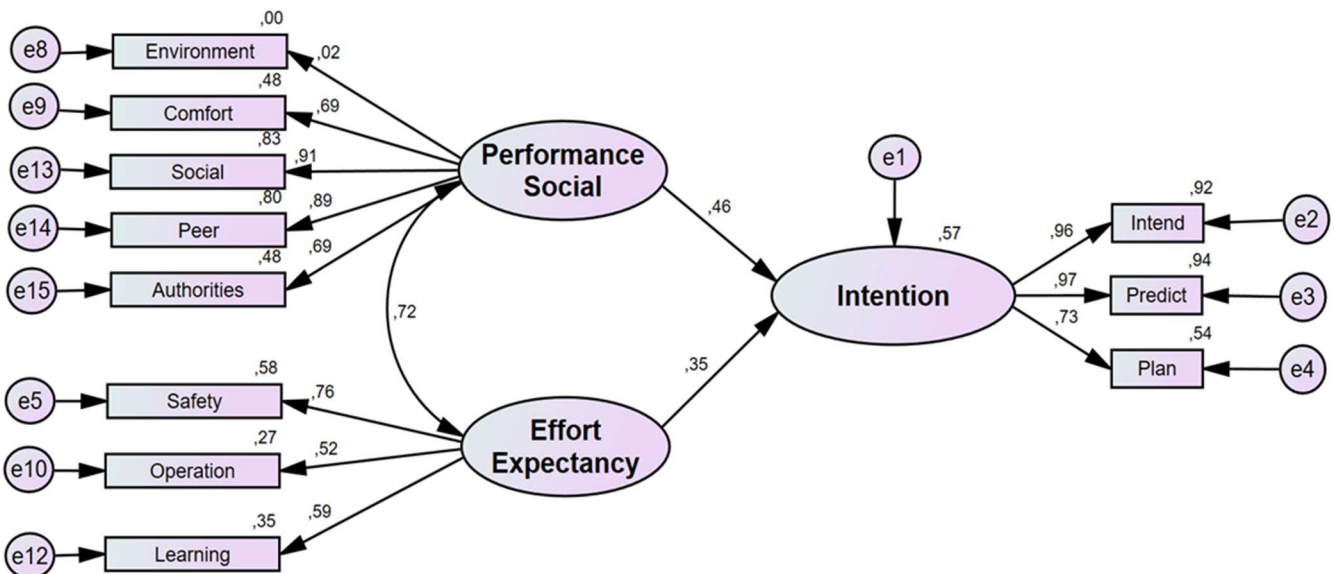 ,00
e8
Environment
,02
,48
e9
Comfort
,69
,83
e13
Social
,91
,80
e14
Peer
,89
,48
e15
Authorities
,69
Performance
Social
,72
,58
e5
Safety
,76
,27
e10
Operation
,52
,35
e12
Learning
,59
Effort
Expectancy
,46
,35
e1
,57
Intention
,96
,92
Intend
e2
,97
,94
Predict
e3
,73
,54
Plan
e4